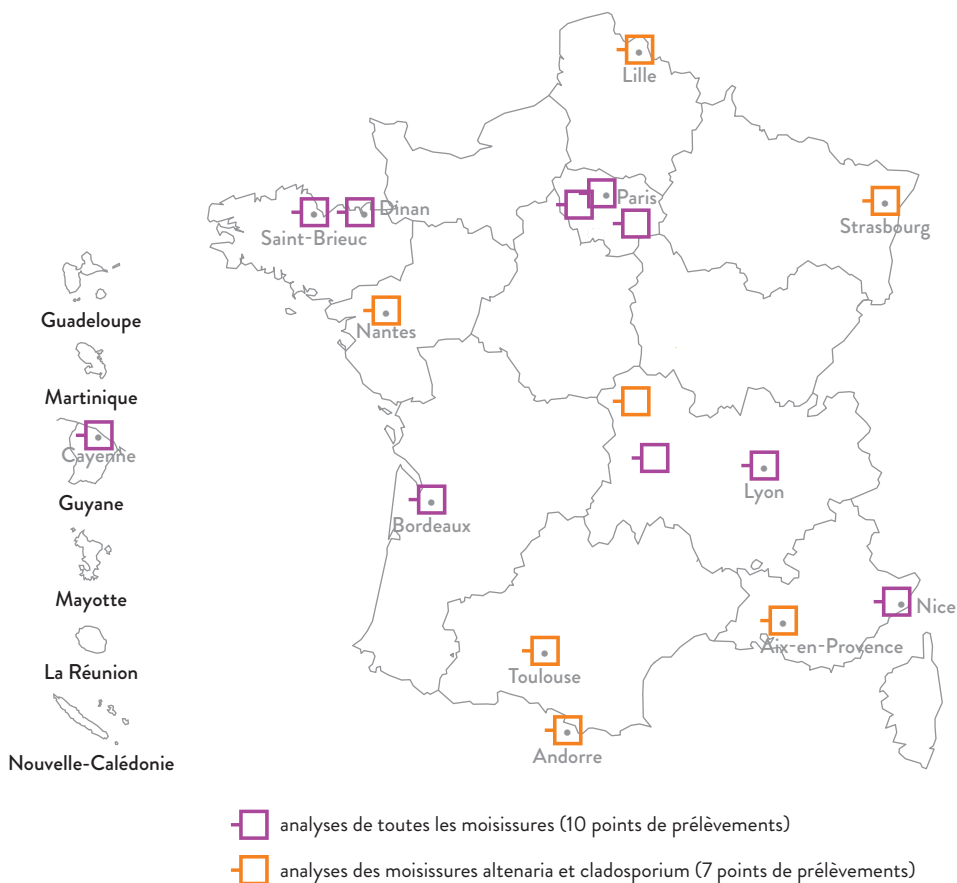 Lille
Paris
Dinan
Saint-Brieuc
Strasbourg
Guadeloupe
Nantes
Martinique
Cayenne
Guyane
Lyon
Bordeaux
Mayotte
Nice
Aix-en-Provence
La Réunion
Toulouse
Andorre
Nouvelle-Calédonie
analyses de toutes les moisissures (10 points de prélèvements)
analyses des moisissures altenaria et cladosporium (7 points de prélèvements)